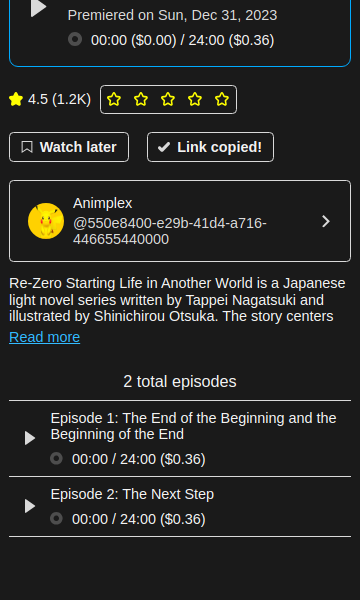 Premiered on Sun, Dec 31, 2023
00:00 ($0.00) / 24:00 ($0.36)
4.5 (1.2K)
Watch later
Link copied!
Animplex
@550e8400-e29b-41d4-a716-
446655440000
Re-Zero Starting Life in Another World is a Japanese
light novel series written by Tappei Nagatsuki and
illustrated by Shinichirou Otsuka. The story centers
Read more
2 total episodes
Episode 1: The End of the Beginning and the
Beginning of the End
00:00 / 24:00 ($0.36)
Episode 2: The Next Step
00:00 / 24:00 ($0.36)